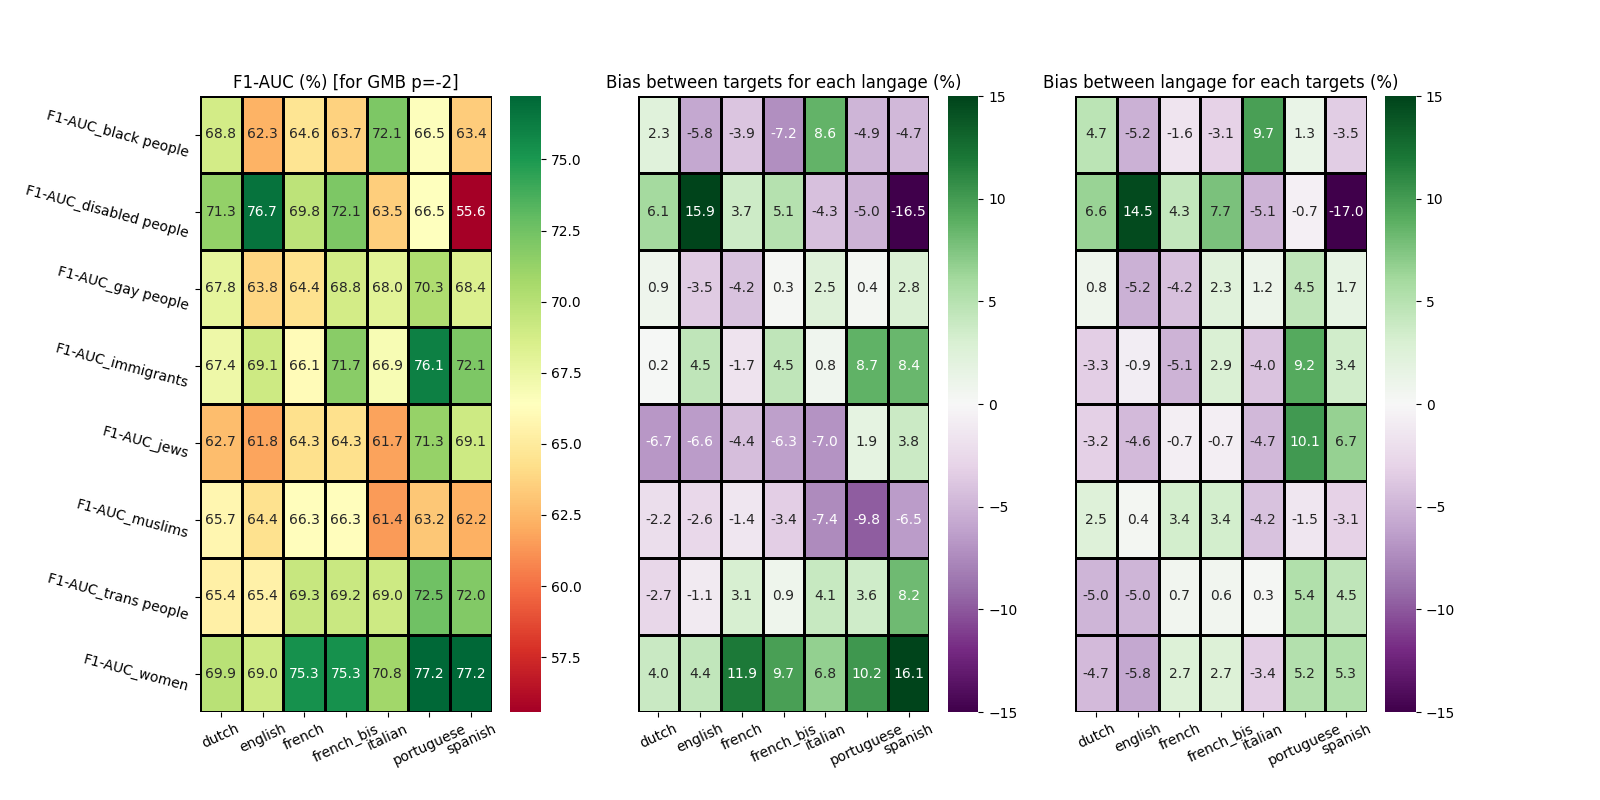 F1-AUC (%) [for GMB p=-2]
Bias between targets for each langage (%)
Bias between langage for each targets (%)
F1-AUC_black people 68.8 62.3 64.6 63.7 72.1 66.5 63.4
F1-AUC_disabled people 71.3 76.7 69.8 72.1 63.5 66.5 55.6
F1-AUC_gay people 67.8 63.8 64.4 68.8 68.0 70.3 68.4
F1-AUC_immigrants 67.4 69.1 66.1 71.7 66.9 76.1 72.1
F1-AUC_jews 62.7 61.8 64.3 64.3 61.7 71.3 69.1
F1-AUC_muslims 65.7 64.4 66.3 66.3 61.4 63.2 62.2
F1-AUC_trans people 65.4 65.4 69.3 69.2 69.0 72.5 72.0
F1-AUC_women 69.9 69.0 75.3 75.3 70.8 77.2 77.2
dutch english french french_bis italian portuguese spanish
75.0
72.5
70.0
67.5
65.0
62.5
60.0
57.5
2.3 -5.8 -3.9 -7.2 8.6 -4.9 -4.7
6.1 15.9 3.7 5.1 -4.3 -5.0 -16.5
0.9 -3.5 -4.2 0.3 2.5 0.4 2.8
0.2 4.5 -1.7 4.5 0.8 8.7 8.4
-6.7 -6.6 -4.4 -6.3 -7.0 1.9 3.8
-2.2 -2.6 -1.4 -3.4 -7.4 -9.8 -6.5
-2.7 -1.1 3.1 0.9 4.1 3.6 8.2
4.0 4.4 11.9 9.7 6.8 10.2 16.1
dutch english french french_bis italian portuguese spanish
15
10
5
0
−5
−10
−15
4.7 -5.2 -1.6 -3.1 9.7 1.3 -3.5
6.6 14.5 4.3 7.7 -5.1 -0.7 -17.0
0.8 -5.2 -4.2 2.3 1.2 4.5 1.7
-3.3 -0.9 -5.1 2.9 -4.0 9.2 3.4
-3.2 -4.6 -0.7 -0.7 -4.7 10.1 6.7
2.5 0.4 3.4 3.4 -4.2 -1.5 -3.1
-5.0 -5.0 0.7 0.6 0.3 5.4 4.5
-4.7 -5.8 2.7 2.7 -3.4 5.2 5.3
dutch english french french_bis italian portuguese spanish
15
10
5
0
−5
−10
−15